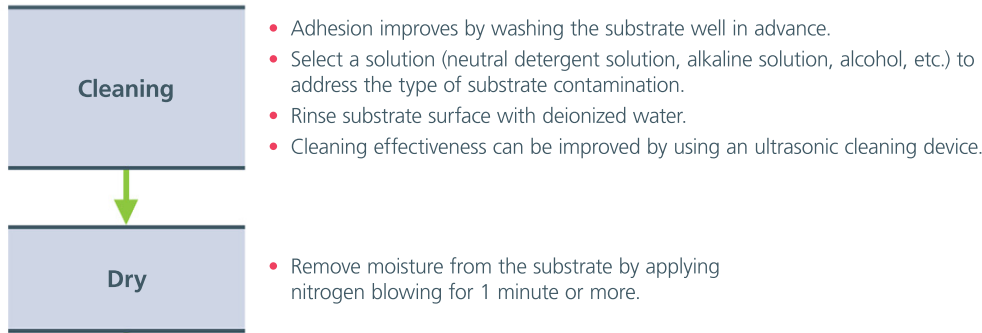 Cleaning
• Adhesion improves by washing the substrate well in advance.
• Select a solution (neutral detergent solution, alkaline solution, alcohol, etc.) to
address the type of substrate contamination.
• Rinse substrate surface with deionized water.
• Cleaning effectiveness can be improved by using an ultrasonic cleaning device.
Dry
• Remove moisture from the substrate by applying
nitrogen blowing for 1 minute or more.